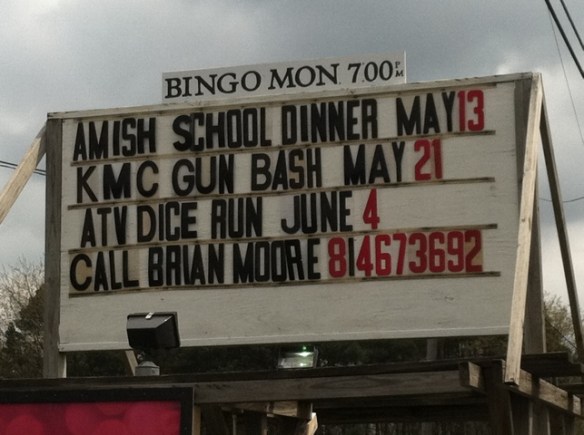 BINGO MON. 7:00 PM
AMISH SCHOOL DINNER MAY 13
KMC GUN BASH MAY 21
ATV DICE RUN JUNE 4
CALL BRIAN MOORE 814673692